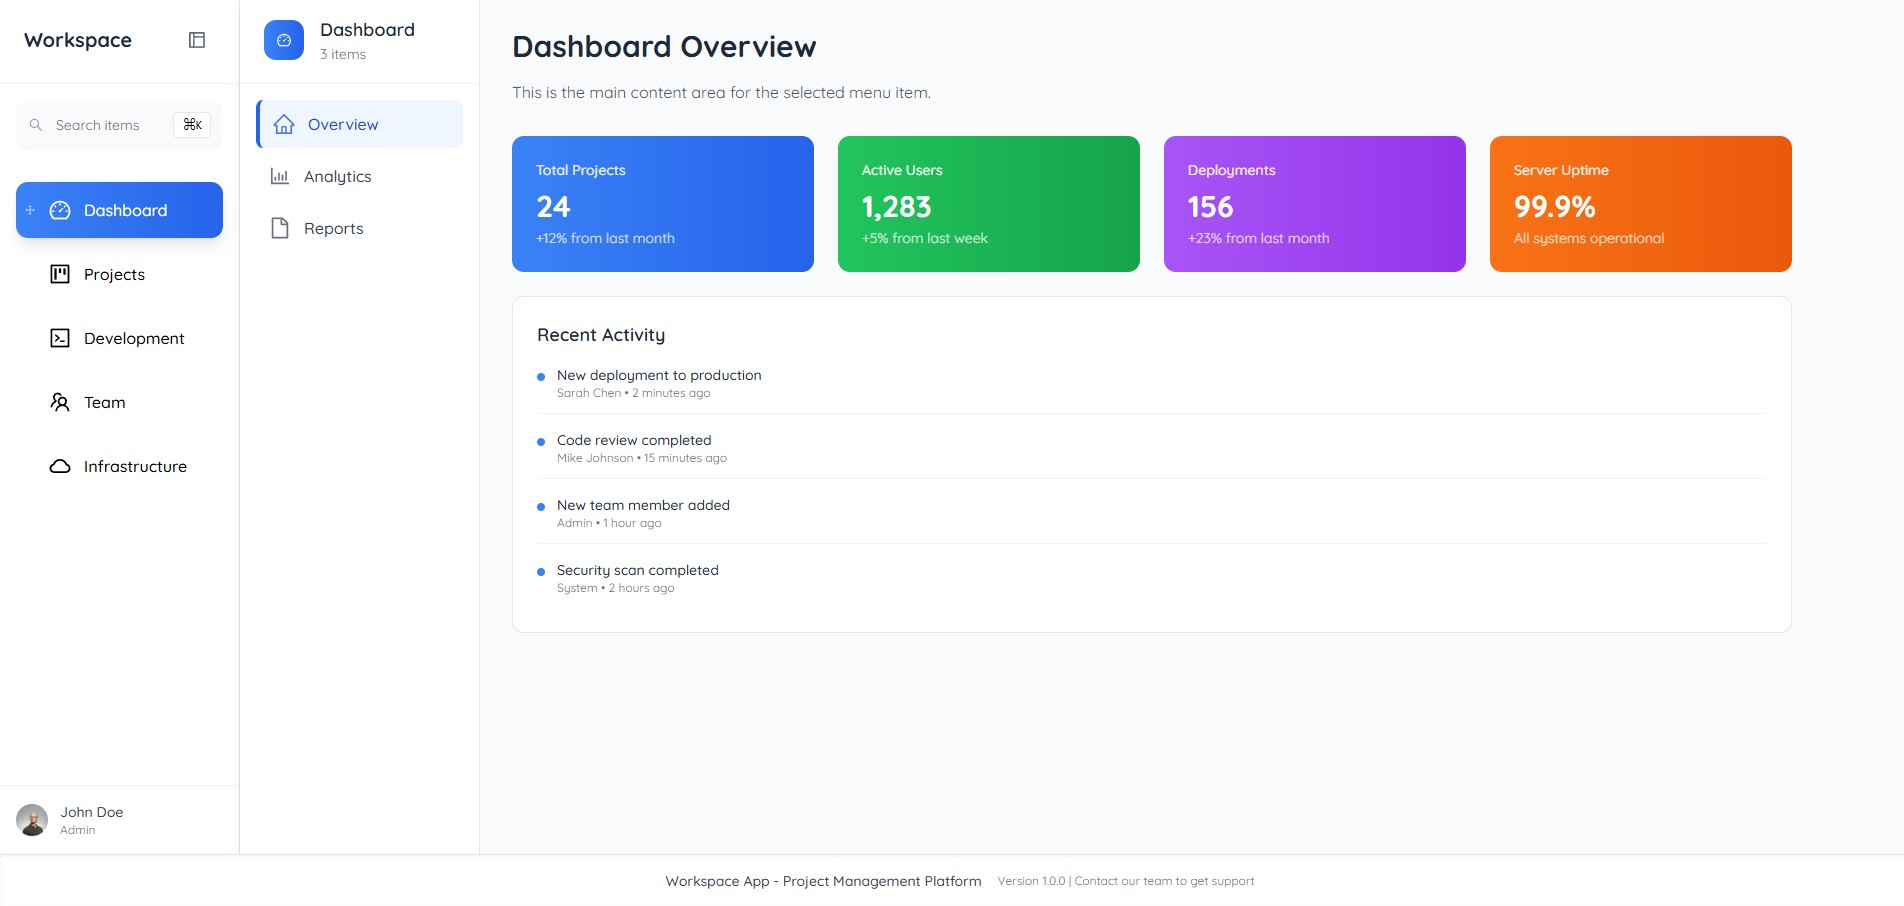 Workspace
Search items
⌘K
Dashboard
Projects
Development
Team
Infrastructure
John Doe
Admin
Dashboard
3 items
Overview
Analytics
Reports
Dashboard Overview
This is the main content area for the selected menu item.
Total Projects
24
+12% from last month
Active Users
1,283
+5% from last week
Deployments
156
+23% from last month
Server Uptime
99.9%
All systems operational
Recent Activity
New deployment to production
Sarah Chen • 2 minutes ago
Code review completed
Mike Johnson • 15 minutes ago
New team member added
Admin • 1 hour ago
Security scan completed
System • 2 hours ago
Workspace App - Project Management Platform Version 1.0.0 | Contact our team to get support